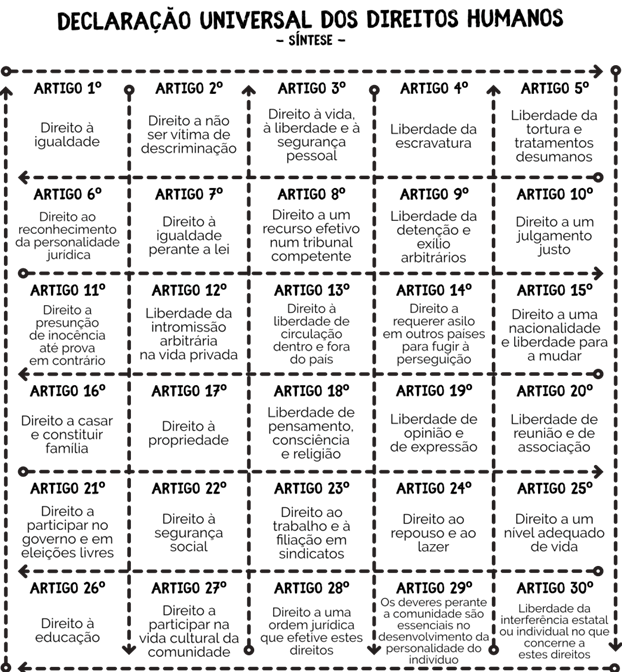 DECLARAÇÃO UNIVERSAL DOS DIREITOS HUMANOS
– SÍNTESE –
ARTIGO 1º
Direito à
igualdade
ARTIGO 2º
Direito a não
ser vítima de
descriminação
ARTIGO 3º
Direito à vida,
à liberdade e à
segurança
pessoal
ARTIGO 4º
Liberdade da
escravatura
ARTIGO 5º
Liberdade da
tortura e
tratamentos
desumanos
ARTIGO 6º
Direito ao
reconhecimento
da personalidade
jurídica
ARTIGO 7º
Direito à
igualdade
perante a lei
ARTIGO 8º
Direito a um
recurso efetivo
num tribunal
competente
ARTIGO 9º
Liberdade da
detenção e
exílio
arbitrários
ARTIGO 10º
Direito a um
julgamento
justo
ARTIGO 11º
Direito a
presunção
de inocência
até prova
em contrário
ARTIGO 12º
Liberdade da
intromissão
arbitrária
na vida privada
ARTIGO 13º
Direito à
liberdade de
circulação
dentro e fora
do país
ARTIGO 14º
Direito a
requerer asilo
em outros países
para fugir à
perseguição
ARTIGO 15º
Direito a uma
nacionalidade
e liberdade para
a mudar
ARTIGO 16º
Direito a casar
e constituir
família
ARTIGO 17º
Direito à
propriedade
ARTIGO 18º
Liberdade de
pensamento,
consciência
e religião
ARTIGO 19º
Liberdade de
opinião e
de expressão
ARTIGO 20º
Liberdade de
reunião e de
associação
ARTIGO 21º
Direito a
participar no
governo e em
eleições livres
ARTIGO 22º
Direito à
segurança
social
ARTIGO 23º
Direito ao
trabalho e à
filiação em
sindicatos
ARTIGO 24º
Direito ao
repouso e ao
lazer
ARTIGO 25º
Direito a um
nível adequado
de vida
ARTIGO 26º
Direito à
educação
ARTIGO 27º
Direito a
participar na
vida cultural da
comunidade
ARTIGO 28º
Direito a uma
ordem jurídica
que efetive estes
direitos
ARTIGO 29º
Os deveres perante
a comunidade são
essenciais no
desenvolvimento da
personalidade do
indivíduo
ARTIGO 30º
Liberdade da
interferência estatal
ou individual no que
concerne a
estes direitos